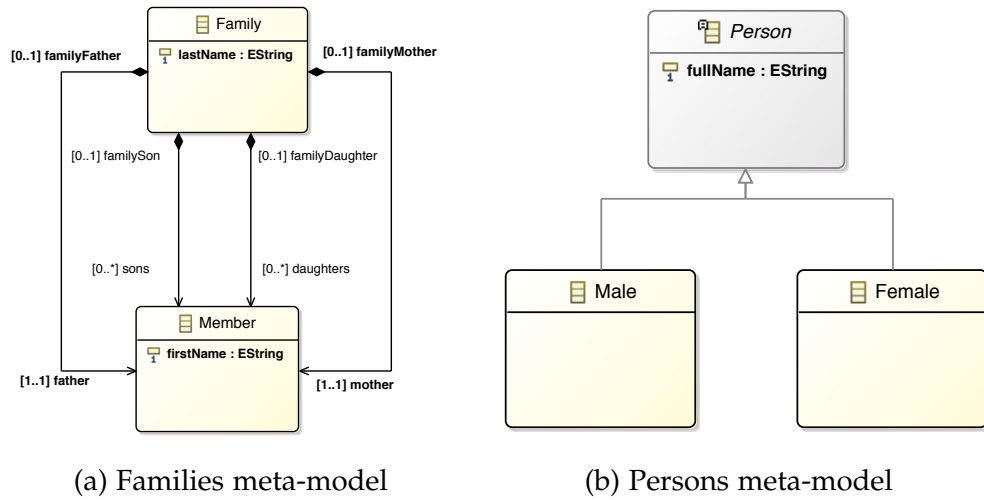 Family
[0..1] familyFather
lastName : EString
[0..1] familyMother
[0..1] familySon
[0..1] familyDaughter
[0..*] sons
[0..*] daughters
Member
firstName : EString
[1..1] father
[1..1] mother
(a) Families meta-model
Person
fullName : EString
Male
Female
(b) Persons meta-model